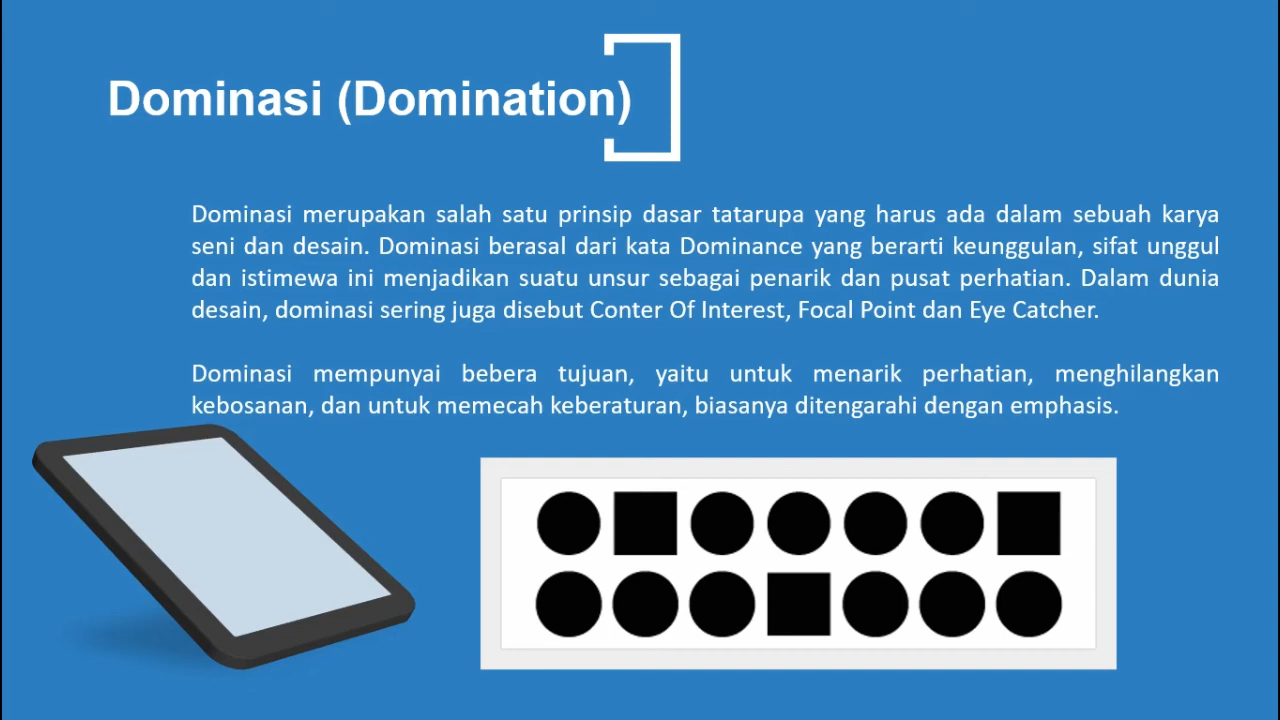 Dominasi (Domination)
Dominasi merupakan salah satu prinsip dasar tatarupa yang harus ada dalam sebuah karya
seni dan desain. Dominasi berasal dari kata Dominance yang berarti keunggulan, sifat unggul
dan istimewa ini menjadikan suatu unsur sebagai penarik dan pusat perhatian. Dalam dunia
desain, dominasi sering juga disebut Conter Of Interest, Focal Point dan Eye Catcher.
Dominasi mempunyai bebera tujuan, yaitu untuk menarik perhatian, menghilangkan
kebosanan, dan untuk memecah keberaturan, biasanya ditengarahi dengan emphasis.